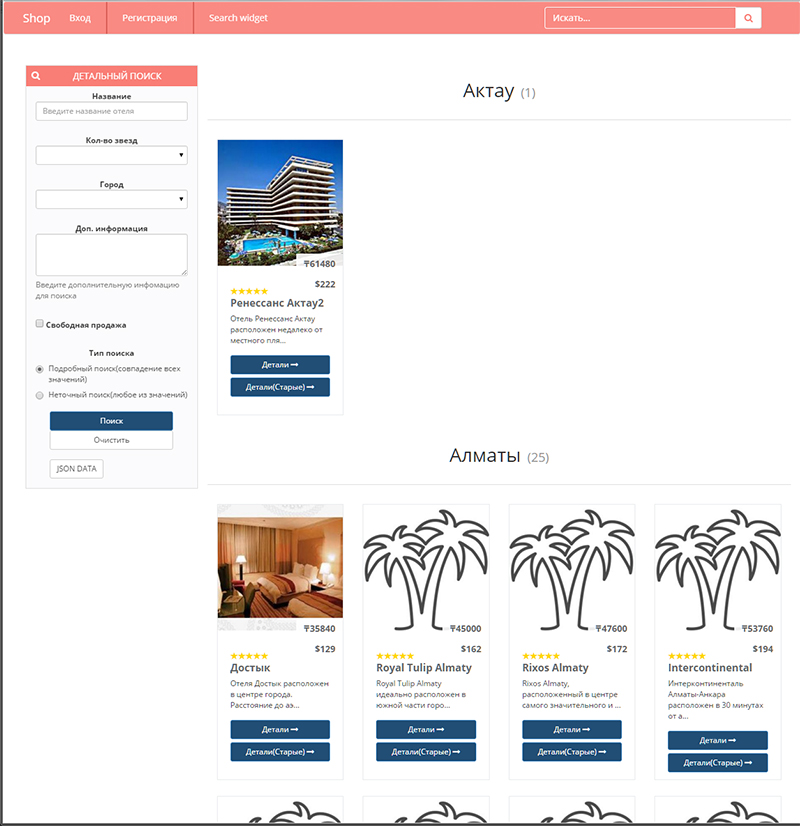 Shop Вход Регистрация Search widget Искать...
ДЕТАЛЬНЫЙ ПОИСК
Название
Введите название отеля
Кол-во звезд
Город
Доп. информация
Введите дополнительную инфомацию
для поиска
Свободная продажа
Тип поиска
Подробный поиск(совпадение всех
значений)
Неточный поиск(любое из значений)
Поиск
Очистить
JSON DATA
Актау (1)
₸61480
$222
Ренессанс Актау2
Отель Ренессанс Актау
расположен недалеко от
местного пля...
Детали
Детали(Старые)
Алматы (25)
₸35840
$129
Достык
Отеля Достык расположен
в центре города.
Расстояние до аэ...
Детали
Детали(Старые)
₸45000
$162
Royal Tulip Almaty
Royal Tulip Almaty
идеально расположен в
южной части горо...
Детали
Детали(Старые)
₸47600
$172
Rixos Almaty
Rixos Almaty,
расположенный в центре
самого значительного и ...
Детали
Детали(Старые)
₸53760
$194
Intercontinental
Интерконтиненталь
Алматы-Анкара
расположен в 30 минутах
от а...
Детали
Детали(Старые)